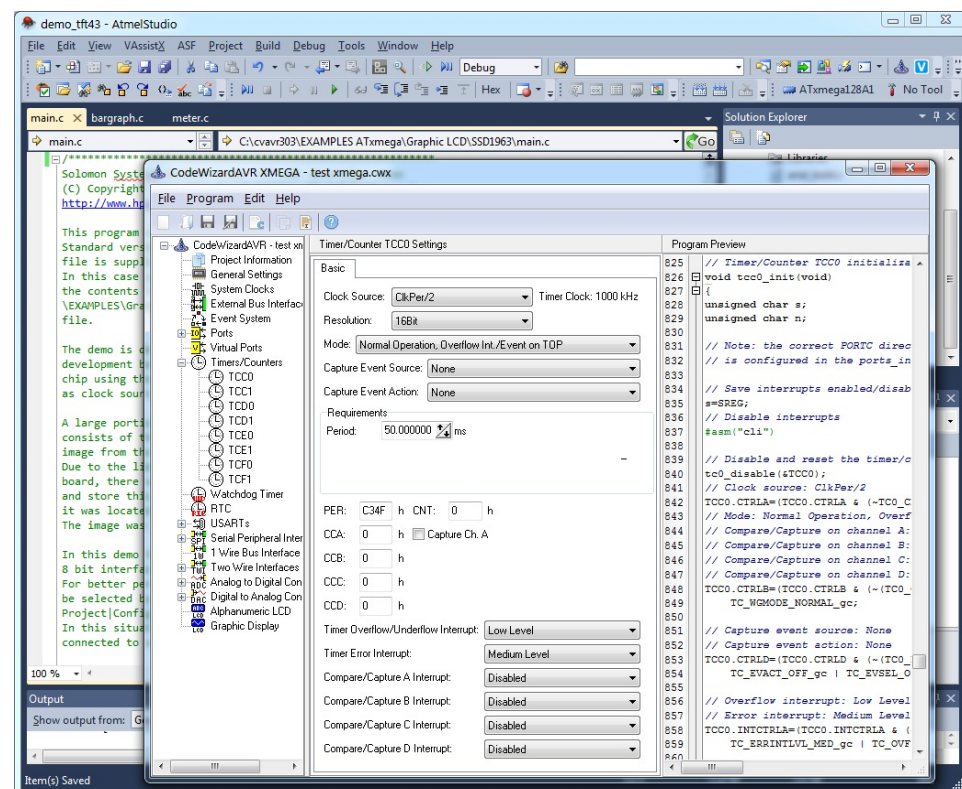 demo_tft43 - AtmelStudio
File Edit View VAssistX ASF Project Build Debug Tools Window Help
Debug
Hex ATxmega128A1 No Tool
main.c × bargraph.c meter.c
Solution Explorer
main.c C:\cvavr303\EXAMPLES ATxmega\Graphic LCD\SSD1963\main.c Go
Libraries
Solomon Syste
(C) Copyright
http://www.hp
This program
Standard vers
file is suppl
In this case
the contents
\EXAMPLES\Gra
file.
The demo is d
development b
chip using th
as clock sour
A large porti
consists of t
image from th
Due to the li
board, there
and store thi
it was locate
The image was
In this demo
8 bit interfa
For better pe
be selected b
Project|Confi
In this situa
connected to
100 %
Output
Show output from: G
Item(s) Saved
CodeWizardAVR XMEGA - test xmega.cwx
File Program Edit Help
CodeWizardAVR - test xn
Project Information
General Settings
System Clocks
External Bus Interfac
Event System
Ports
Virtual Ports
Timers/Counters
TCC0
TCC1
TCD0
TCD1
TCE0
TCE1
TCF0
TCF1
Watchdog Timer
RTC
USARTs
Serial Peripheral Inter
1 Wire Bus Interface
Two Wire Interfaces
Analog to Digital Con
Digital to Analog Con
Alphanumeric LCD
Graphic Display
Timer/Counter TCC0 Settings
Basic
Clock Source: ClkPer/2 Timer Clock: 1000 kHz
Resolution: 16Bit
Mode: Normal Operation, Overflow Int./Event on TOP
Capture Event Source: None
Capture Event Action: None
Requirements
Period: 50.000000 ms
PER: C34F h CNT: 0 h
CCA: 0 h Capture Ch. A
CCB: 0 h
CCC: 0 h
CCD: 0 h
Timer Overflow/Underflow Interrupt: Low Level
Timer Error Interrupt: Medium Level
Compare/Capture A Interrupt: Disabled
Compare/Capture B Interrupt: Disabled
Compare/Capture C Interrupt: Disabled
Compare/Capture D Interrupt: Disabled
Program Preview
825 // Timer/Counter TCC0 initializa
826 void tcc0_init(void)
827 {
828 unsigned char s;
829 unsigned char n;
830
831 // Note: the correct PORTC direc
832 // is configured in the ports_in
833
834 // Save interrupts enabled/disab
835 s=SREG;
836 // Disable interrupts
837 #asm("cli")
838
839 // Disable and reset the timer/c
840 tc0_disable(&TCC0);
841 // Clock source: ClkPer/2
842 TCC0.CTRLA=(TCC0.CTRLA & (~TC0_C
843 // Mode: Normal Operation, Overf
844 // Compare/Capture on channel A:
845 // Compare/Capture on channel B:
846 // Compare/Capture on channel C:
847 // Compare/Capture on channel D:
848 TCC0.CTRLB=(TCC0.CTRLB & (~(TC0_
849 TC_WGMODE_NORMAL_gc;
850
851 // Capture event source: None
852 // Capture event action: None
853 TCC0.CTRLD=(TCC0.CTRLD & (~(TC0_
854 TC_EVACT_OFF_gc | TC_EVSEL_O
855
856 // Overflow interrupt: Low Level
857 // Error interrupt: Medium Level
858 TCC0.INTCTRLA=(TCC0.INTCTRLA & (
859 TC_ERRINTLVL_MED_gc | TC_OVF
860